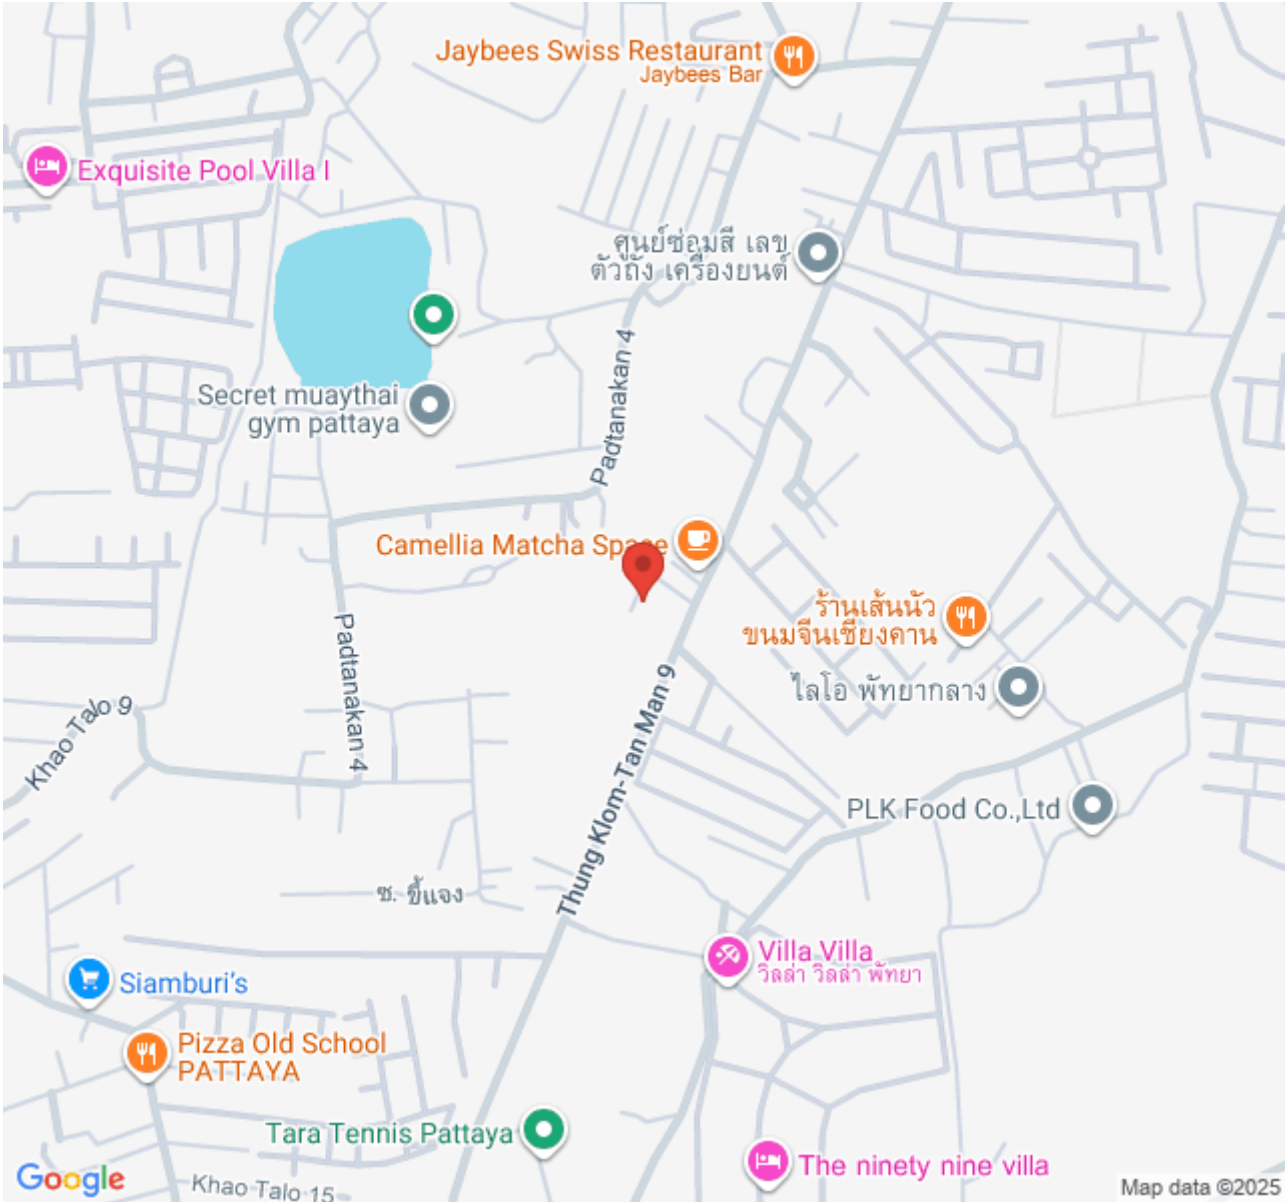 Jaybees Swiss Restaurant
Jaybees Bar
Exquisite Pool Villa I
ศูนย์ซ่อมสี เลข
ตัวถัง เครื่องยนต์
Padtanakan 4
Secret muaythai
gym pattaya
Camellia Matcha Space
ร้านเส้นนัว
ขนมจีนเชียงคาน
ไลโอ พัทยากลาง
Padtanakan 4
Khao Talo 9
Thung Klom-Tan Man 9
PLK Food Co.,Ltd
ซ. ขี้แจง
Villa Villa
วิลล่า วิลล่า พัทยา
Siamburi's
Pizza Old School
PATTAYA
Tara Tennis Pattaya
The ninety nine villa
Google
Khao Talo 15
Map data ©2025